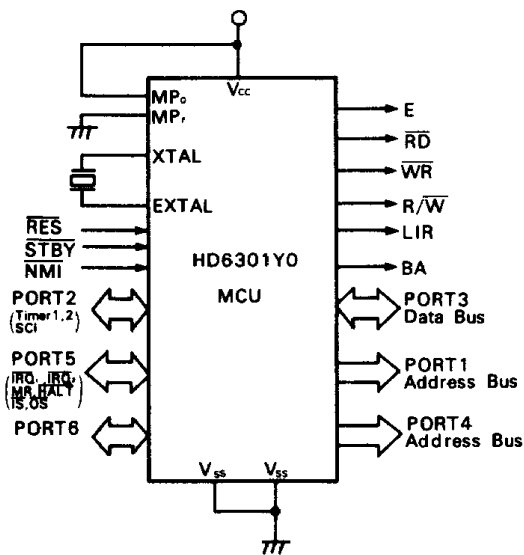 Vcc
MP₀
MP₁
XTAL
EXTAL
RES
STBY
NMI
PORT2
(Timer1,2
SCI)
PORT5
(IRQ₁, IRQ₂,
MR, HALT
IS,OS)
PORT6
HD6301Y0
MCU
E
RD
WR
R/W
LIR
BA
PORT3
Data Bus
PORT1
Address Bus
PORT4
Address Bus
Vss
Vss